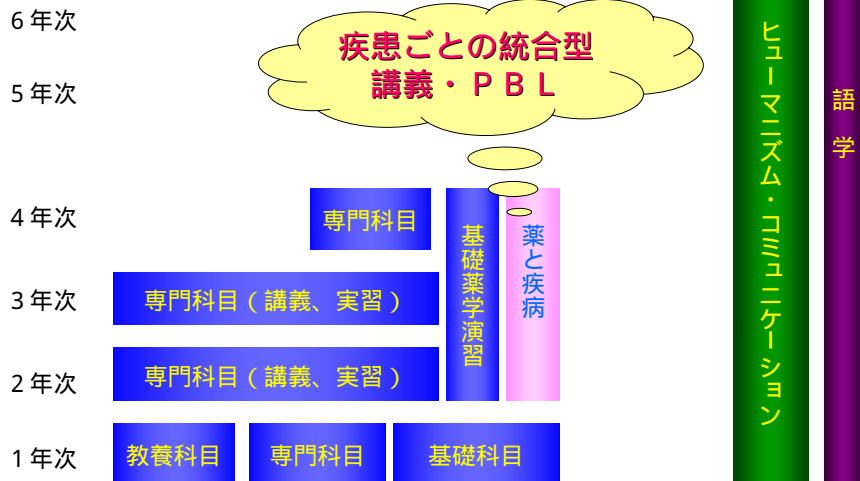 6年次
疾患ごとの統合型
講義・ＰＢＬ
5年次
4年次
専門科目
基礎薬学演習
薬と疾病
3年次
専門科目（講義、実習）
2年次
専門科目（講義、実習）
1年次
教養科目
専門科目
基礎科目
ヒューマニズム・コミュニケーション
語学